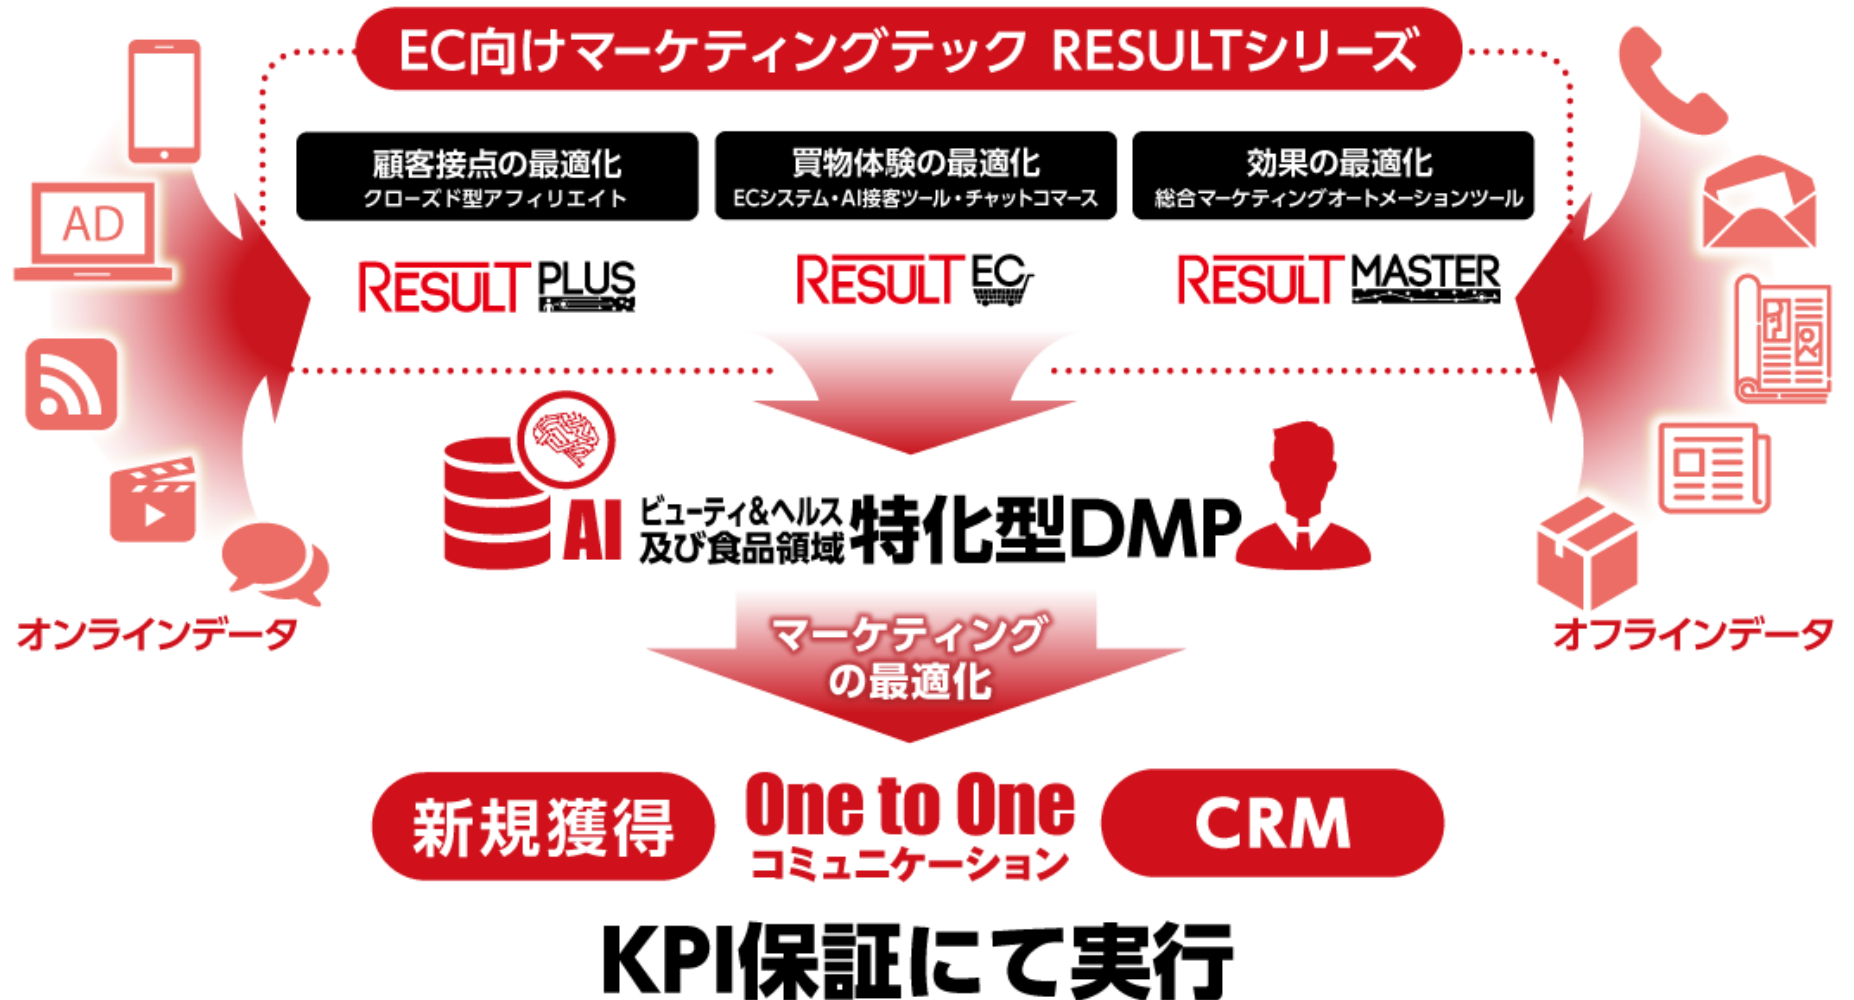 EC向けマーケティングテック RESULTシリーズ
顧客接点の最適化
クローズド型アフィリエイト
買物体験の最適化
ECシステム・AI接客ツール・チャットコマース
効果の最適化
総合マーケティングオートメーションツール
RESULT PLUS
RESULT EC
RESULT MASTER
AD
AI ビューティ&ヘルス
及び食品領域 特化型DMP
オンラインデータ
オフラインデータ
マーケティング
の最適化
新規獲得
One to One
コミュニケーション
CRM
KPI保証にて実行